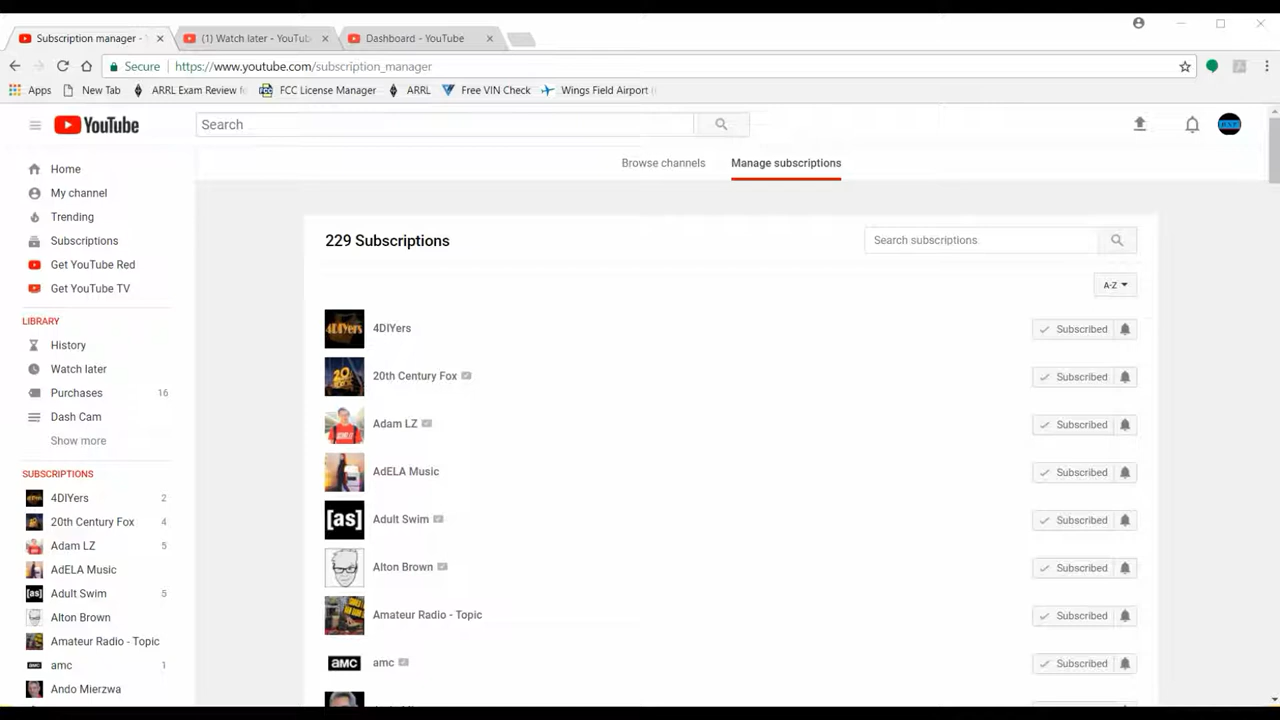 Subscription manager -
(1) Watch later - YouTub
Dashboard - YouTube
Secure
https://www.youtube.com/subscription_manager
Apps
New Tab
ARRL Exam Review f
FCC License Manager
ARRL
Free VIN Check
Wings Field Airport (
YouTube
Search
Browse channels
Manage subscriptions
Home
My channel
Trending
Subscriptions
Get YouTube Red
Get YouTube TV
LIBRARY
History
Watch later
Purchases 16
Dash Cam
Show more
SUBSCRIPTIONS
4DIYers 2
20th Century Fox 4
Adam LZ 5
AdELA Music
Adult Swim 5
Alton Brown
Amateur Radio - Topic
amc 1
Ando Mierzwa
229 Subscriptions
Search subscriptions
A-Z
4DIYers
4DIYers Subscribed
20th Century Fox Subscribed
Adam LZ Subscribed
AdELA Music Subscribed
[as]
Adult Swim Subscribed
Alton Brown Subscribed
Amateur Radio - Topic Subscribed
amc
amc Subscribed